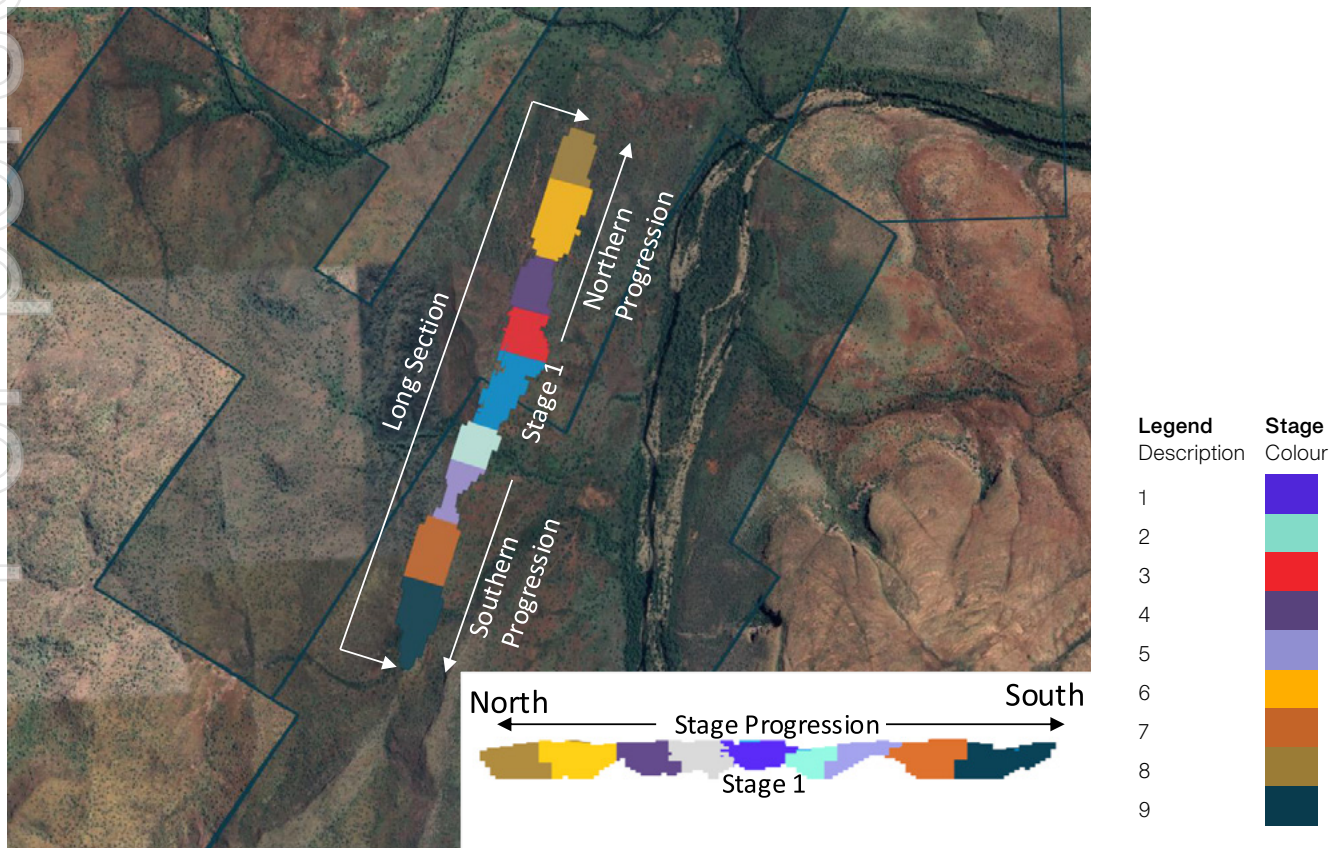 Long Section
Northern
Progression
Stage 1
Southern
Progression
North
South
Stage Progression
Stage 1
Legend
Stage
Description
Colour
1
2
3
4
5
6
7
8
9